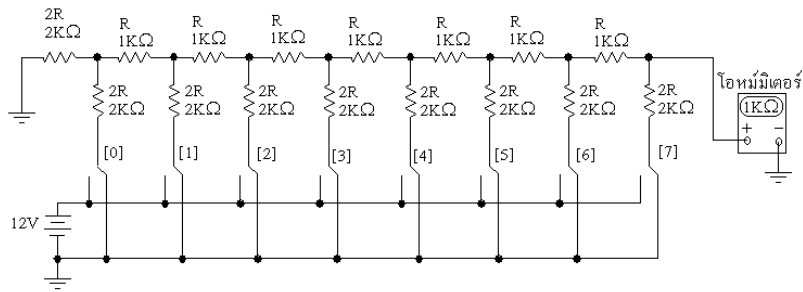 2R
2KΩ
R
1KΩ
R
1KΩ
R
1KΩ
R
1KΩ
R
1KΩ
R
1KΩ
R
1KΩ
2R
2KΩ
2R
2KΩ
2R
2KΩ
2R
2KΩ
2R
2KΩ
2R
2KΩ
2R
2KΩ
2R
2KΩ
โอห์มมิเตอร์
1KΩ
+ −
[0]
[1]
[2]
[3]
[4]
[5]
[6]
[7]
12V